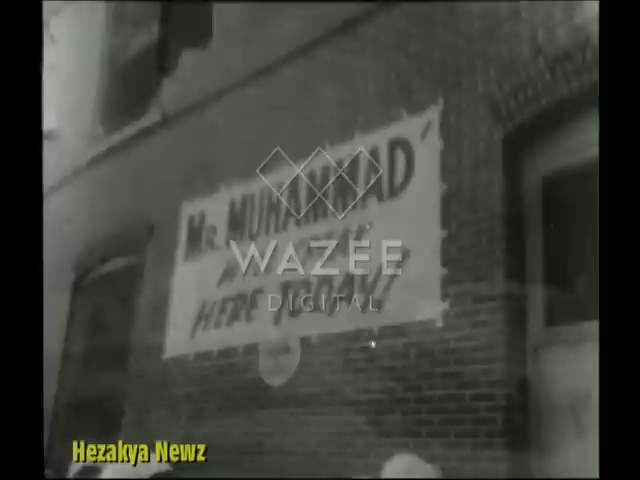 MR. MUHAMMAD
HERE TODAY!
WAZEE
DIGITAL
Hezakya Newz